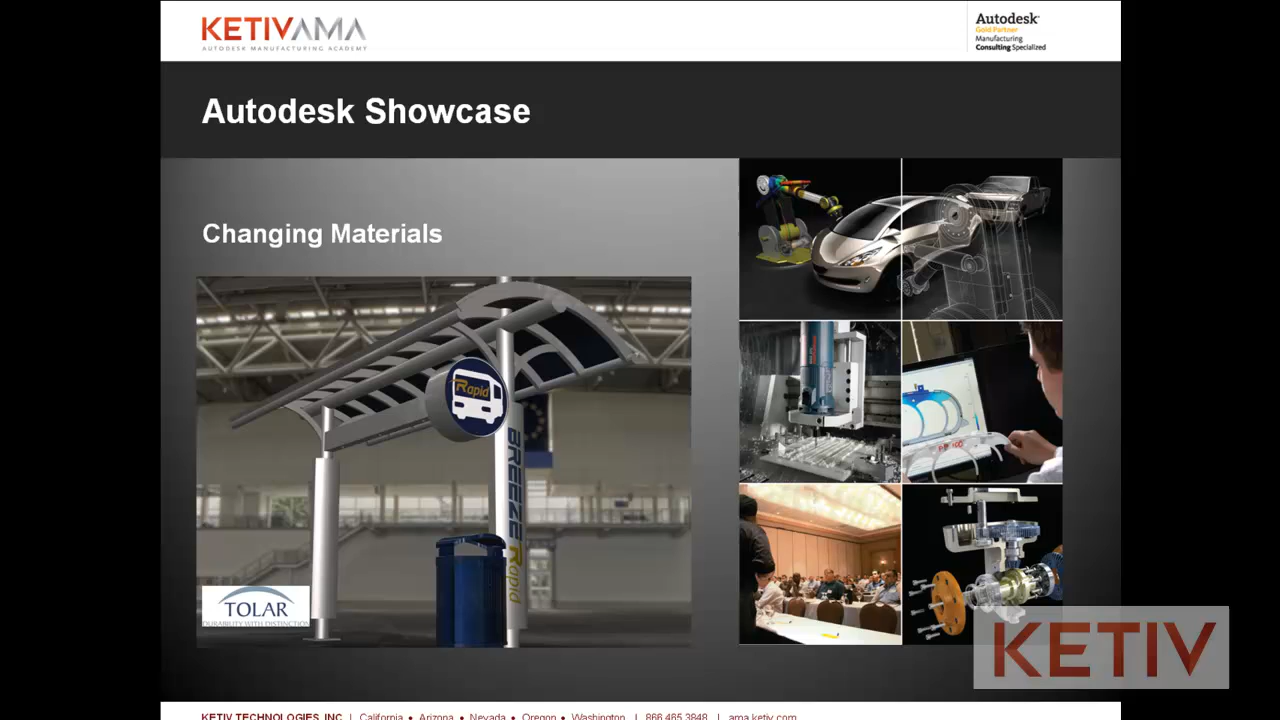 KETIVAMA
AUTODESK MANUFACTURING ACADEMY
Autodesk
Gold Partner
Manufacturing
Consulting Specialized
Autodesk Showcase
Changing Materials
Rapid
BREEZE Rapid
TOLAR
DURABILITY WITH DISTINCTION
KETIV
KETIV TECHNOLOGIES, INC. | California • Arizona • Nevada • Oregon • Washington | 866.465.3848 | ama.ketiv.com